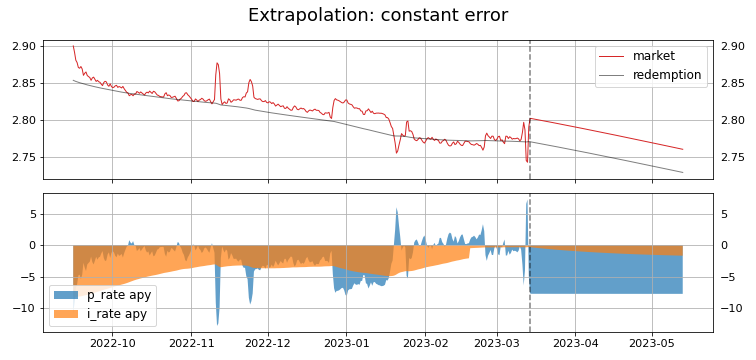 Extrapolation: constant error
2.90 2.90
market
redemption
2.85 2.85
2.80 2.80
2.75 2.75
5 5
0 0
−5 −5
p_rate apy
i_rate apy
−10 −10
2022-10 2022-11 2022-12 2023-01 2023-02 2023-03 2023-04 2023-05